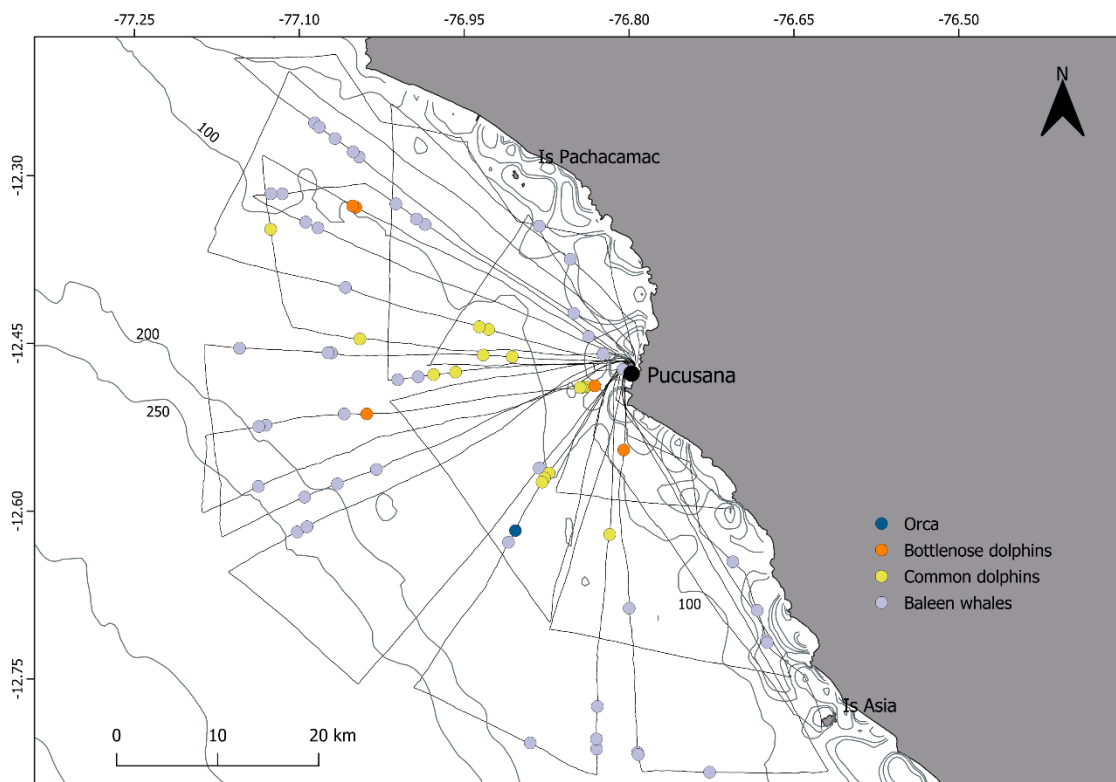 -77.25 -77.10 -76.95 -76.80 -76.65 -76.50
N
100
Is Pachacamac
-12.30
200
-12.45
Pucusana
250
-12.60
Orca
Bottlenose dolphins
Common dolphins
100
Baleen whales
-12.75
Is Asia
0 10 20 km